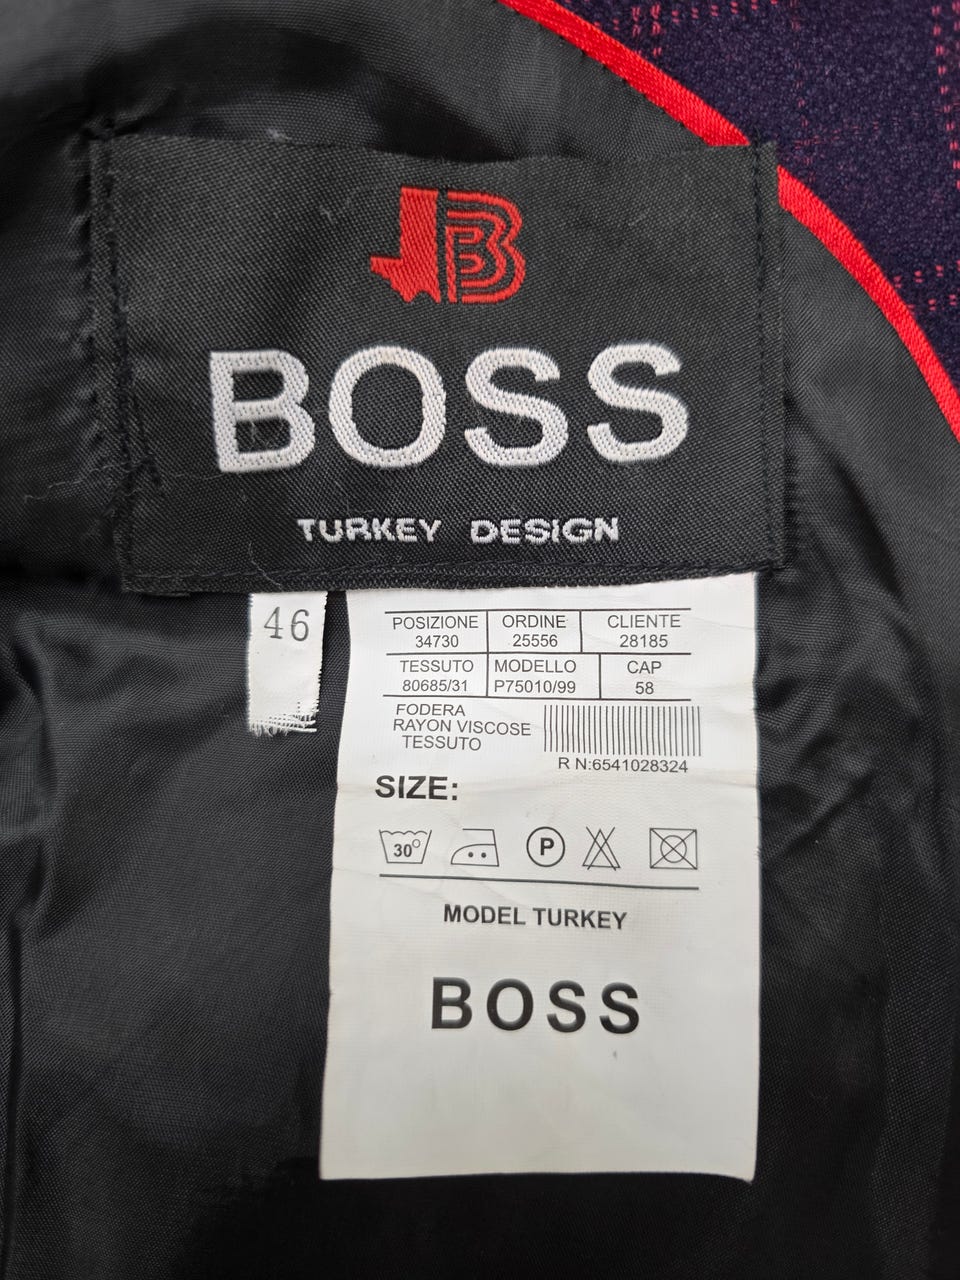 B
BOSS
TURKEY DESIGN
46
POSIZIONE ORDINE CLIENTE
34730 25556 28185
TESSUTO MODELLO CAP
80685/31 P75010/99 58
FODERA
RAYON VISCOSE
TESSUTO
R N:6541028324
SIZE:
30° P
MODEL TURKEY
BOSS